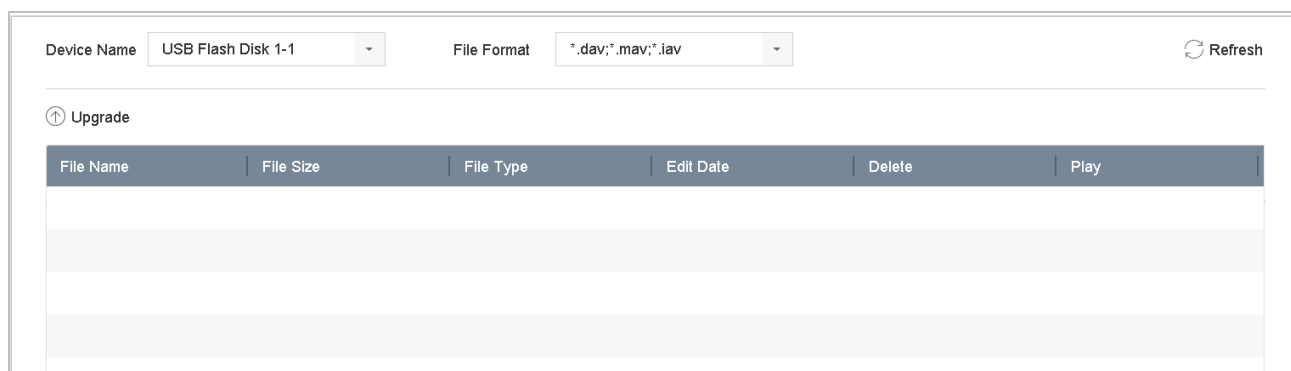 Device Name USB Flash Disk 1-1 File Format *.dav;*.mav;*.iav Refresh
Upgrade
File Name File Size File Type Edit Date Delete Play